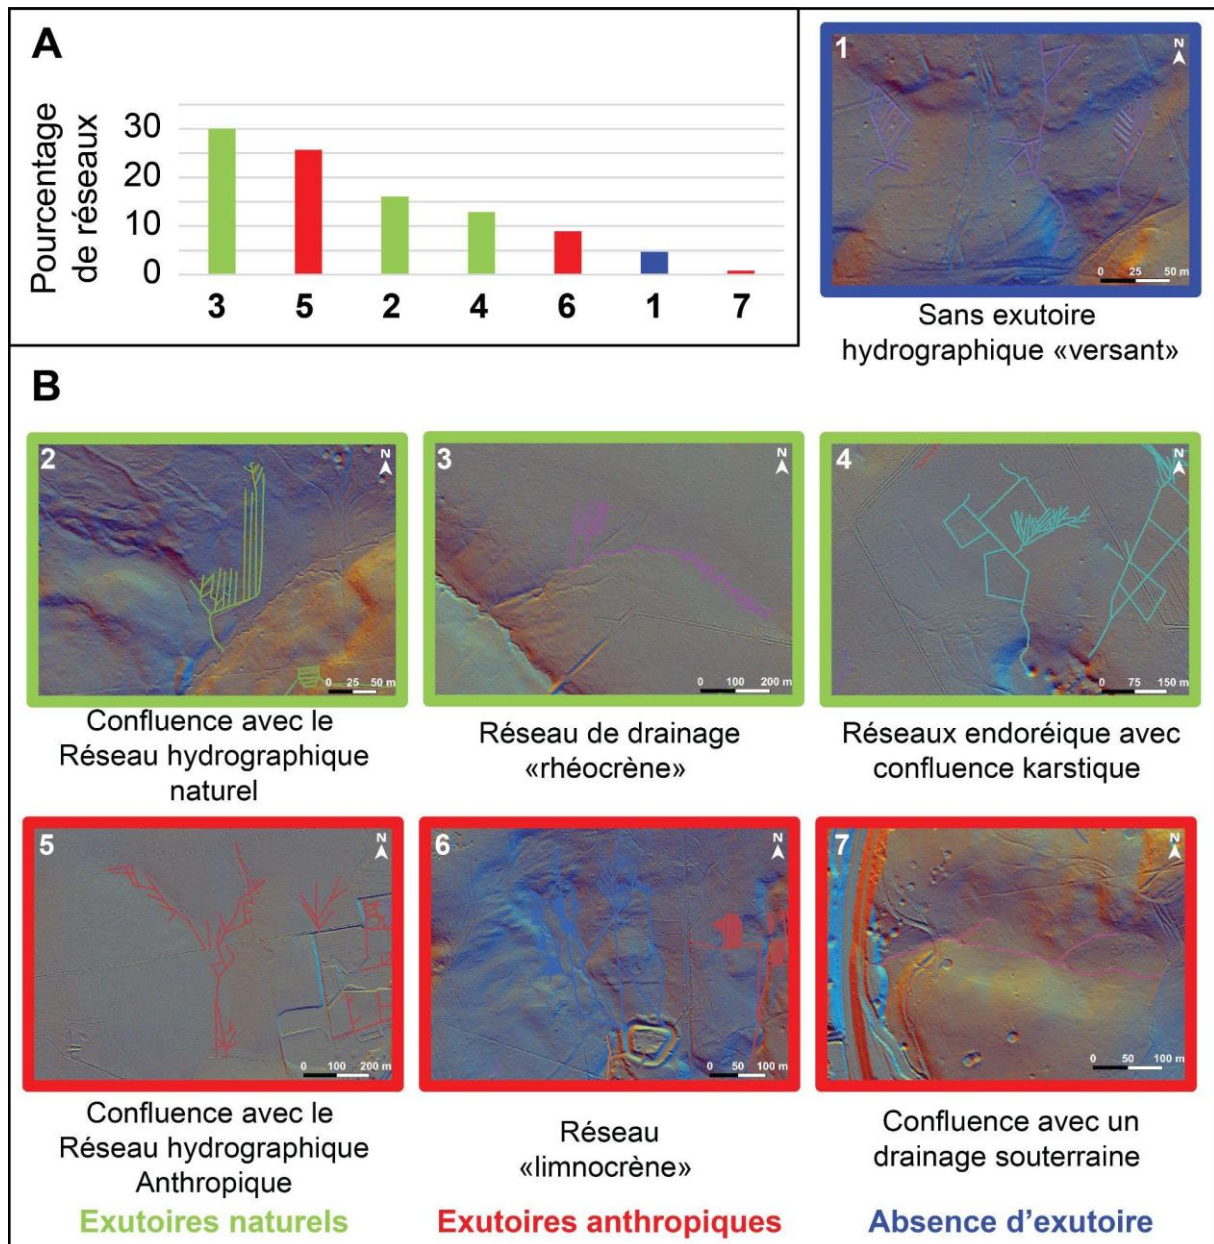 A
Pourcentage
de réseaux
30
20
10
0
3 5 2 4 6 1 7
1
N
0 25 50 m
Sans exutoire
hydrographique «versant»
B
2
N
0 25 50 m
Confluence avec le
Réseau hydrographique
naturel
3
N
0 100 200 m
Réseau de drainage
«rhéocrène»
4
N
0 75 150 m
Réseaux endoréique avec
confluence karstique
5
N
0 100 200 m
Confluence avec le
Réseau hydrographique
Anthropique
6
N
0 50 100 m
Réseau
«limnocrène»
7
N
0 50 100 m
Confluence avec un
drainage souterraine
Exutoires naturels
Exutoires anthropiques
Absence d'exutoire